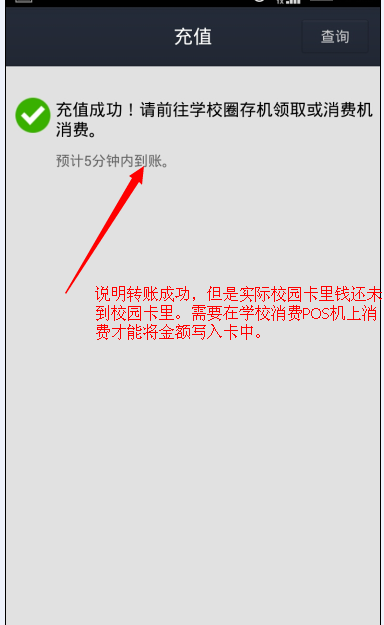 充值
查询
充值成功！请前往学校圈存机领取或消费机
消费。
预计5分钟内到账。
说明转账成功，但是实际校园卡里钱还未
到校园卡里。需要在学校消费POS机上消
费才能将金额写入卡中。